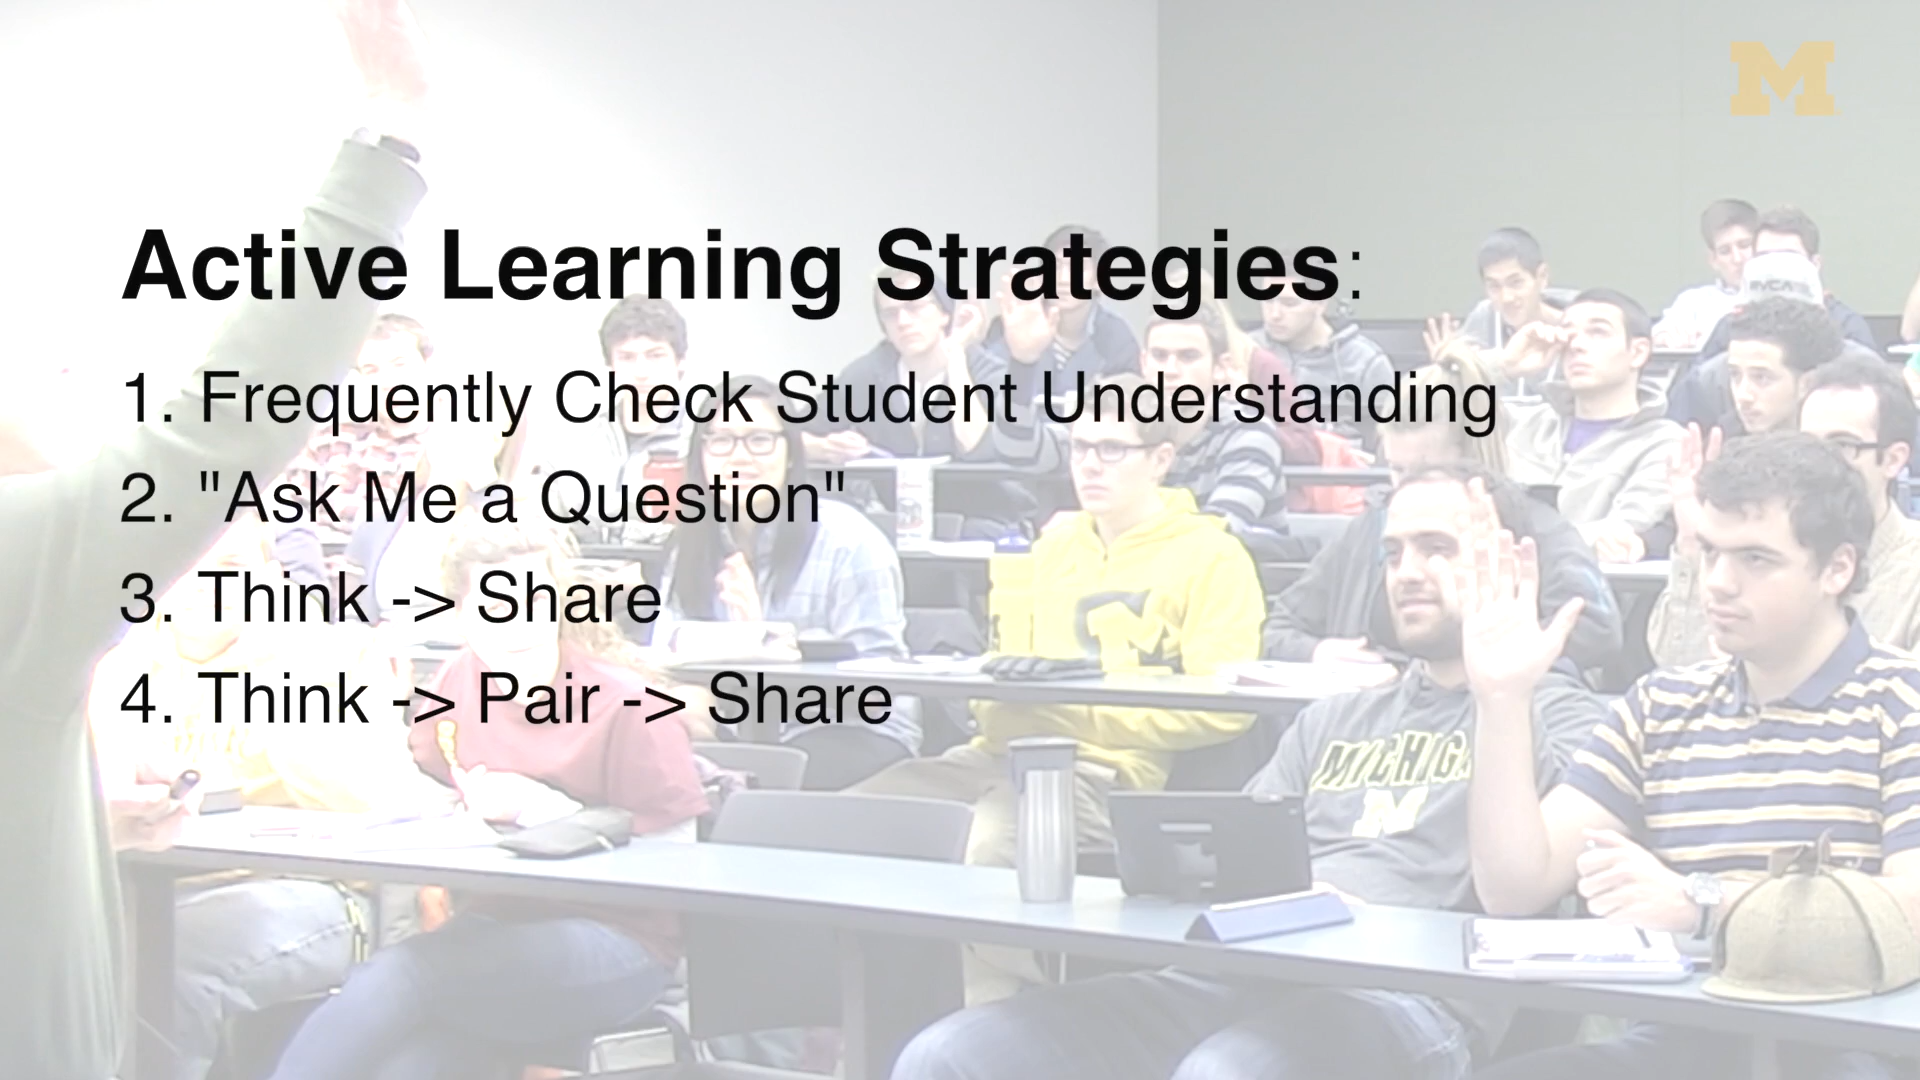 M
Active Learning Strategies:
1. Frequently Check Student Understanding
2. "Ask Me a Question"
3. Think -> Share
4. Think -> Pair -> Share
MICHIG
M